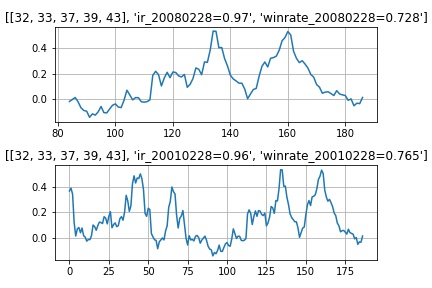 [[32, 33, 37, 39, 43], 'ir_20080228=0.97', 'winrate_20080228=0.728']
0.4
0.2
0.0
80 100 120 140 160 180
[[32, 33, 37, 39, 43], 'ir_20010228=0.96', 'winrate_20010228=0.765']
0.4
0.2
0.0
0 25 50 75 100 125 150 175